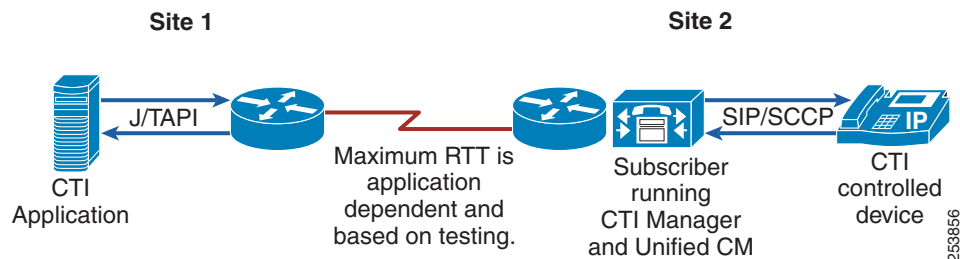 Site 1
Site 2
J/TAPI
SIP/SCCP
IP
CTI
Application
Maximum RTT is
application
dependent and
based on testing.
Subscriber
running
CTI Manager
and Unified CM
CTI
controlled
device
253856